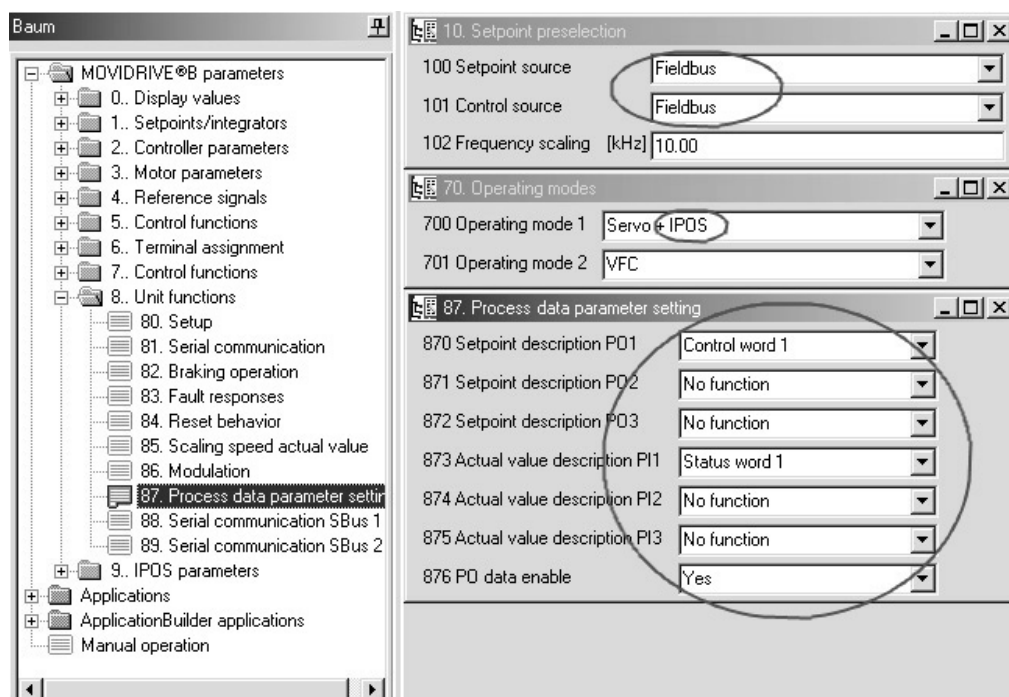 Baum
MOVIDRIVE®B parameters
0.. Display values
1.. Setpoints/integrators
2.. Controller parameters
3.. Motor parameters
4.. Reference signals
5.. Control functions
6.. Terminal assignment
7.. Control functions
8.. Unit functions
80. Setup
81. Serial communication
82. Braking operation
83. Fault responses
84. Reset behavior
85. Scaling speed actual value
86. Modulation
87. Process data parameter settin
88. Serial communication SBus 1
89. Serial communication SBus 2
9.. IPOS parameters
Applications
ApplicationBuilder applications
Manual operation
10. Setpoint preselection
100 Setpoint source Fieldbus
101 Control source Fieldbus
102 Frequency scaling [kHz] 10.00
70. Operating modes
700 Operating mode 1 Servo + IPOS
701 Operating mode 2 VFC
87. Process data parameter setting
870 Setpoint description PO1 Control word 1
871 Setpoint description PO2 No function
872 Setpoint description PO3 No function
873 Actual value description PI1 Status word 1
874 Actual value description PI2 No function
875 Actual value description PI3 No function
876 PO data enable Yes